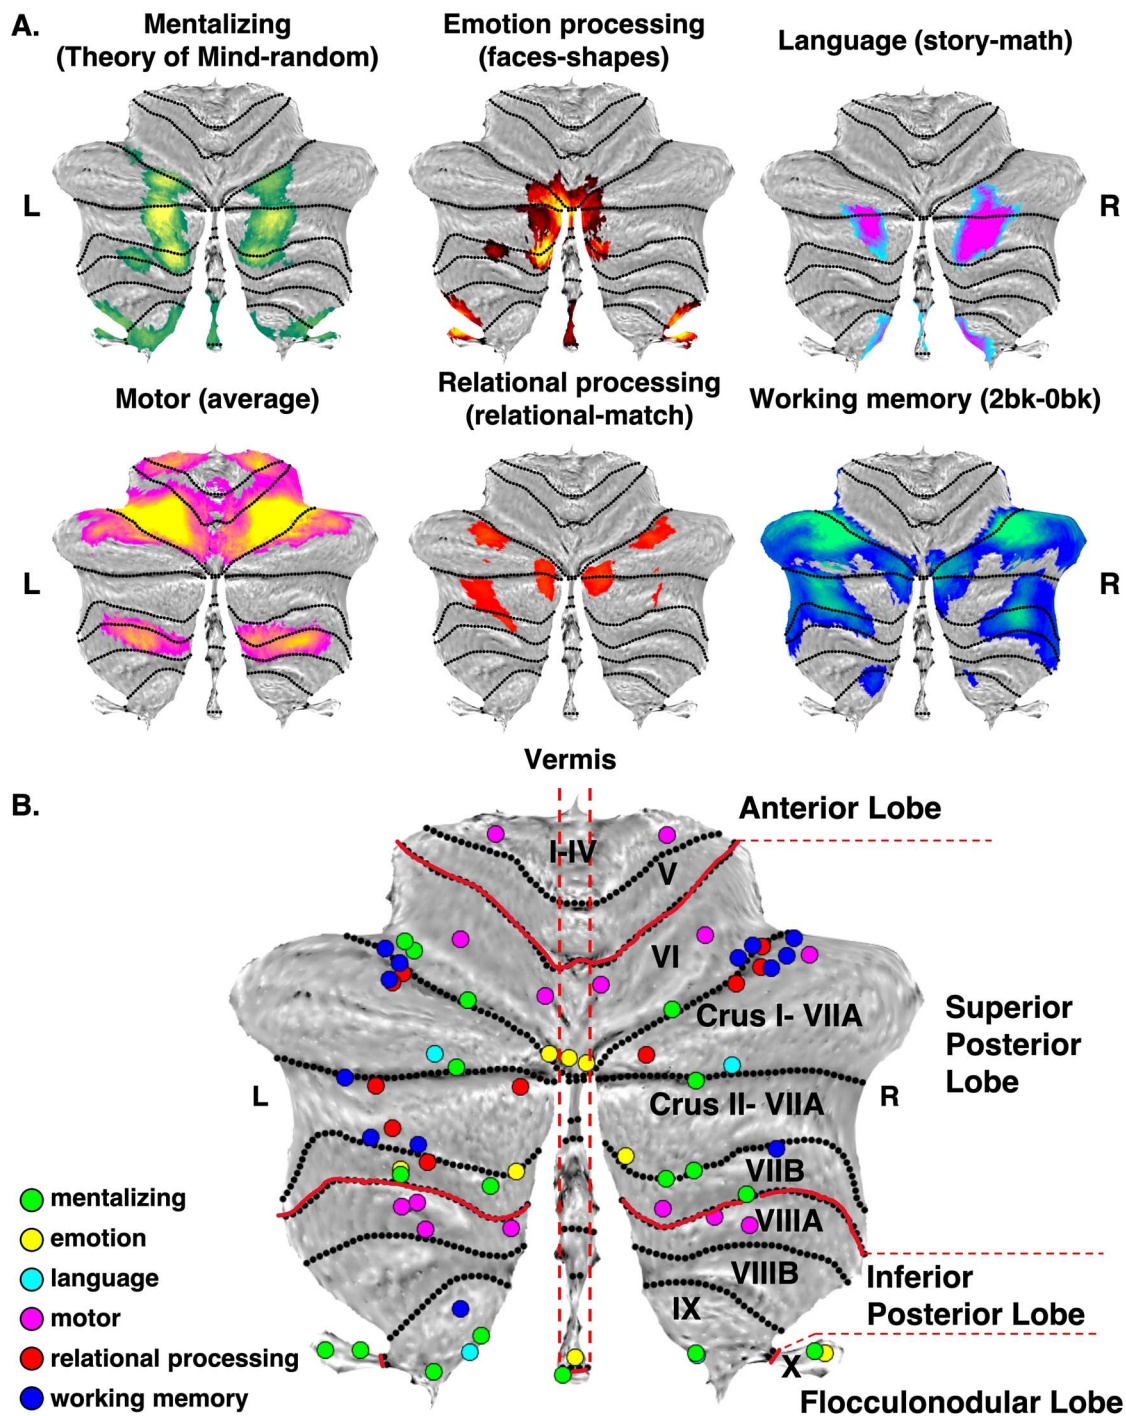 A.
Mentalizing
(Theory of Mind-random)
Emotion processing
(faces-shapes)
Language (story-math)
L
R
Motor (average)
Relational processing
(relational-match)
Working memory (2bk-0bk)
L
R
Vermis
B.
Anterior Lobe
I-IV
V
VI
Crus I- VIIA
Superior
Posterior
Lobe
L
Crus II- VIIA
R
VIIB
VIIIA
VIIIB
IX
Inferior
Posterior Lobe
X
Flocculonodular Lobe
mentalizing
emotion
language
motor
relational processing
working memory